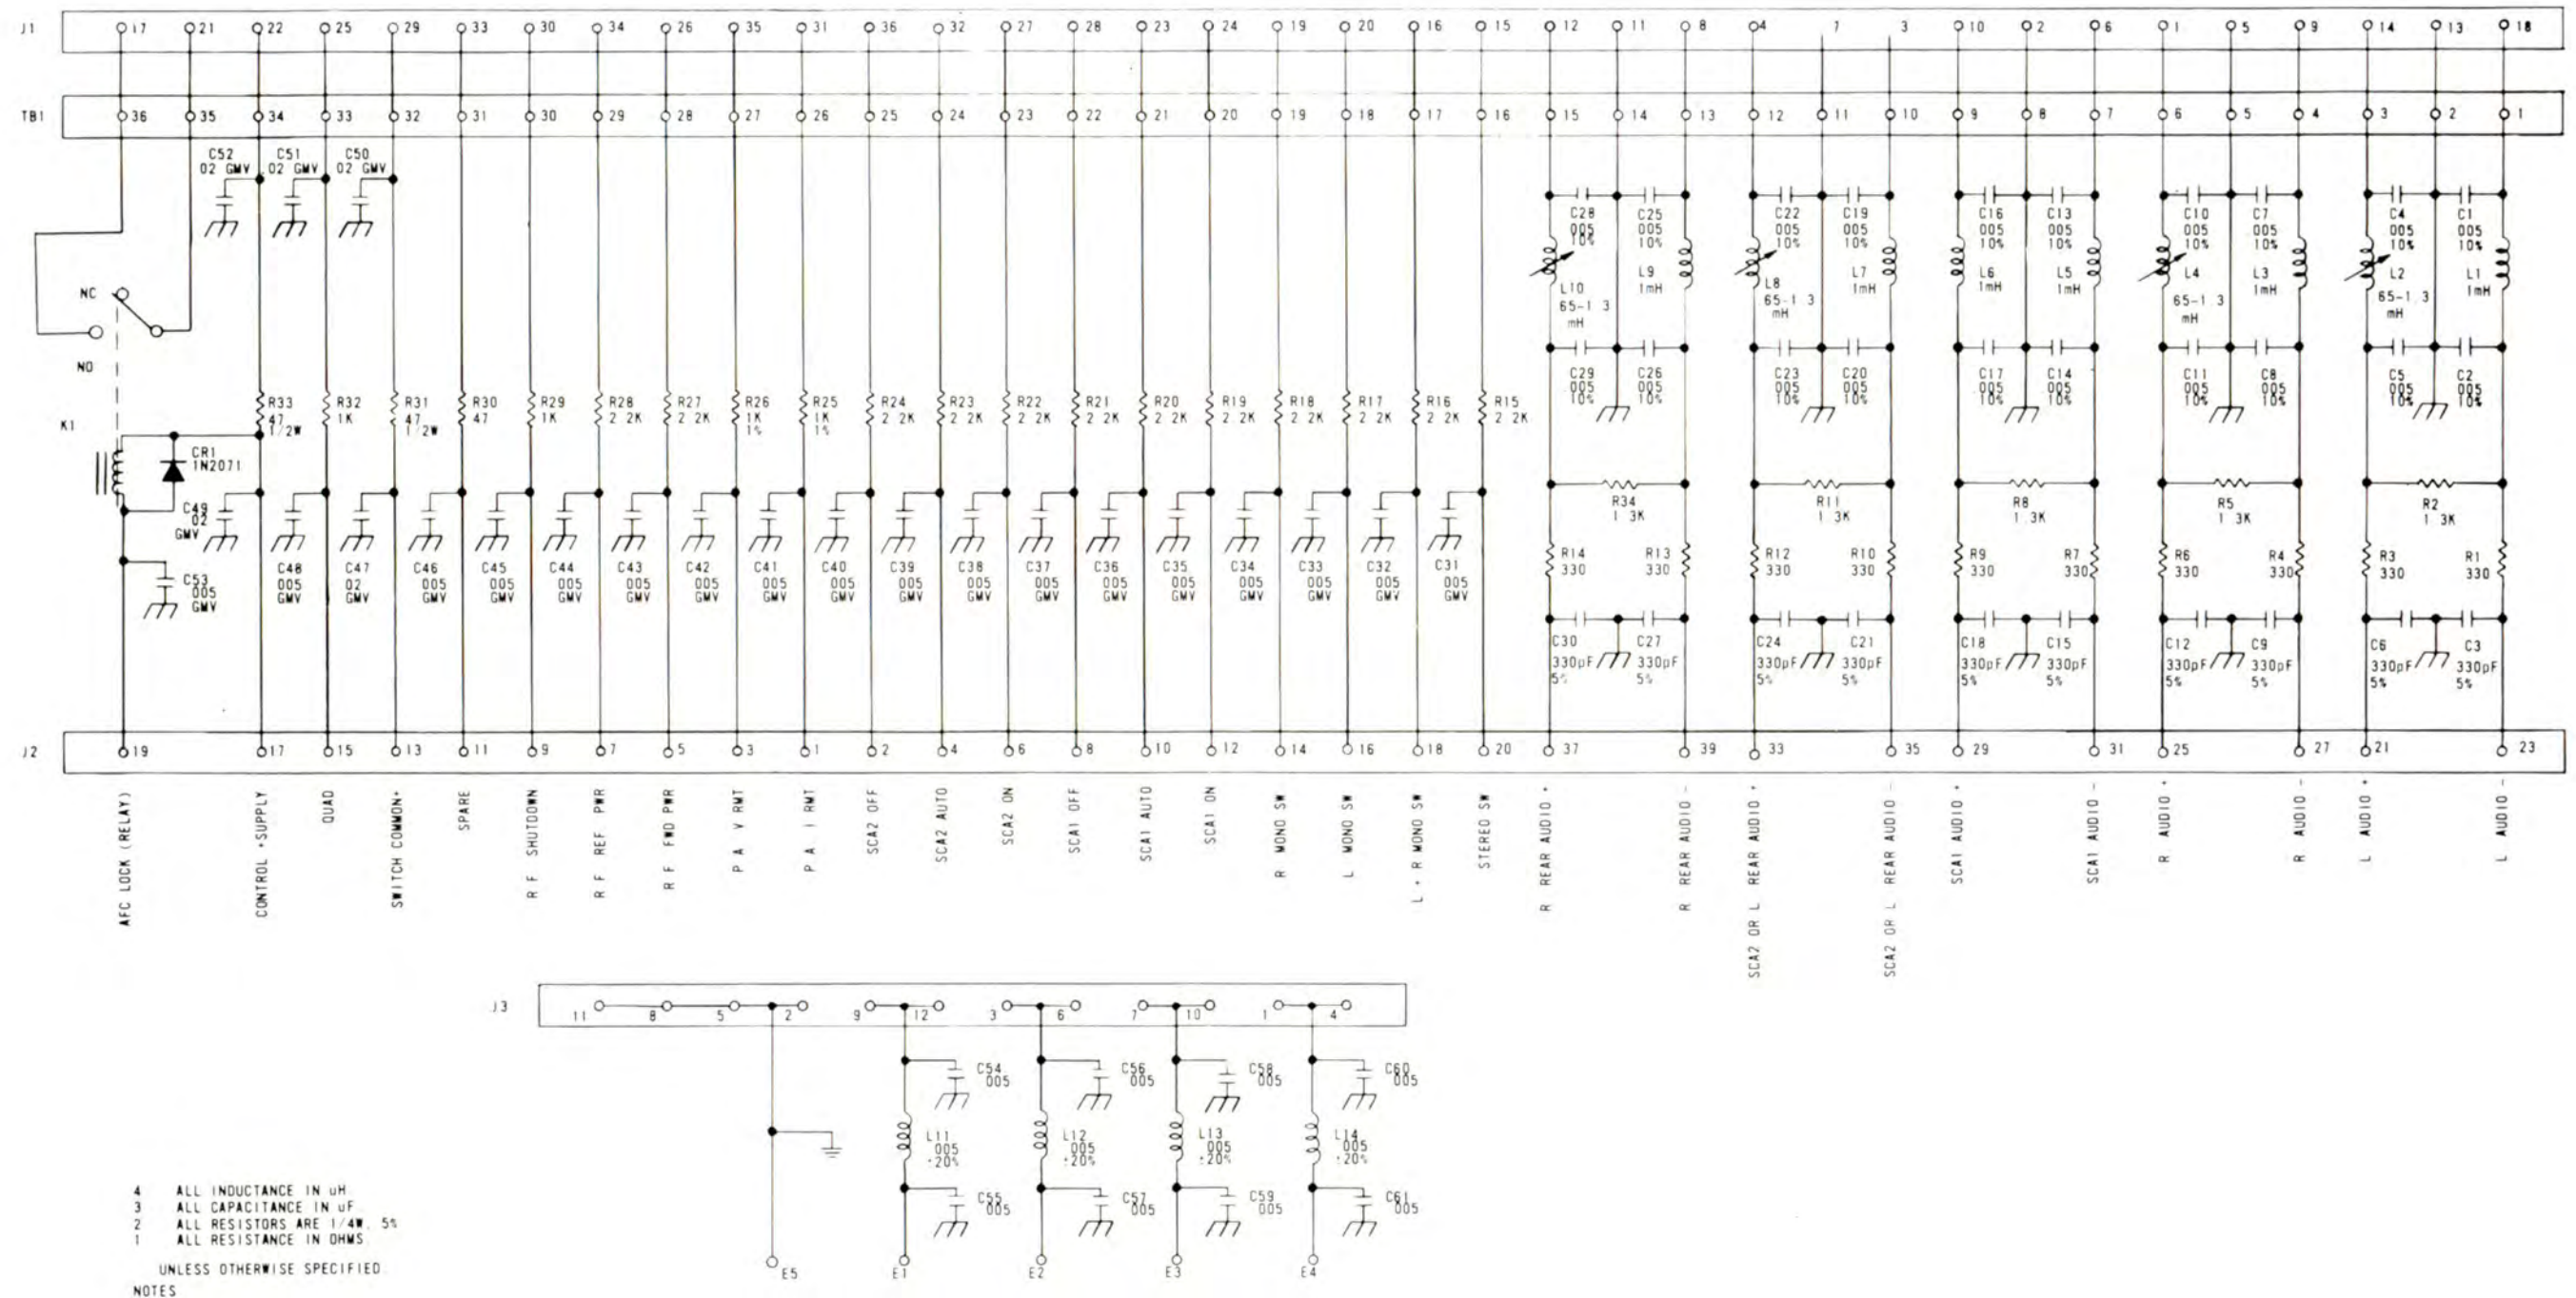 J1 17 21 22 25 29 33 30 34 26 35 31 36 32 27 28 23 24 19 20 16 15 12 11 8 4 7 3 10 2 6 1 5 9 14 13 18
TB1 36 35 34 33 32 31 30 29 28 27 26 25 24 23 22 21 20 19 18 17 16 15 14 13 12 11 10 9 8 7 6 5 4 3 2 1
C52 C51 C50
02 GMV .02 GMV 02 GMV
C28 C25 C22 C19 C16 C13 C10 C7 C4 C1
005 005 005 005 005 005 005 005 005 005
10% 10% 10% 10% 10% 10% 10% 10% 10% 10%
L10 L9 L8 L7 L6 L5 L4 L3 L2 L1
65-1 3 1mH 65-1 3 1mH 1mH 1mH 65-1 3 1mH 65-1 3 1mH
mH mH mH mH
NC
NO
C29 C26 C23 C20 C17 C14 C11 C8 C5 C2
005 005 005 005 005 005 005 005 005 005
10% 10% 10% 10% 10% 10% 10% 10% 10% 10%
R33 R32 R31 R30 R29 R28 R27 R26 R25 R24 R23 R22 R21 R20 R19 R18 R17 R16 R15
47 1K 47 47 1K 2 2K 2 2K 1K 1K 2 2K 2 2K 2 2K 2 2K 2 2K 2 2K 2 2K 2 2K 2 2K 2 2K
1/2W 1/2W 1% 1%
K1
CR1
1N2071
C49
02
GMV
R34 R11 R8 R5 R2
1 3K 1 3K 1.3K 1 3K 1 3K
C53
005
GMV
C48 C47 C46 C45 C44 C43 C42 C41 C40 C39 C38 C37 C36 C35 C34 C33 C32 C31
005 02 005 005 005 005 005 005 005 005 005 005 005 005 005 005 005 005
GMV GMV GMV GMV GMV GMV GMV GMV GMV GMV GMV GMV GMV GMV GMV GMV GMV GMV
R14 R13 R12 R10 R9 R7 R6 R4 R3 R1
330 330 330 330 330 330 330 330 330 330
C30 C27 C24 C21 C18 C15 C12 C9 C6 C3
330pF 330pF 330pF 330pF 330pF 330pF 330pF 330pF 330pF 330pF
5% 5% 5% 5% 5% 5% 5% 5% 5% 5%
J2 19 17 15 13 11 9 7 5 3 1 2 4 6 8 10 12 14 16 18 20 37 39 33 35 29 31 25 27 21 23
AFC LOCK (RELAY)
CONTROL +SUPPLY
QUAD
SWITCH COMMON+
SPARE
R F SHUTDOWN
R F REF PWR
R F FWD PWR
P A V RMT
P A I RMT
SCA2 OFF
SCA2 AUTO
SCA2 ON
SCA1 OFF
SCA1 AUTO
SCA1 ON
R MONO SW
L MONO SW
L + R MONO SW
STEREO SW
R REAR AUDIO +
R REAR AUDIO -
SCA2 OR L REAR AUDIO +
SCA2 OR L REAR AUDIO -
SCA1 AUDIO +
SCA1 AUDIO -
R AUDIO +
R AUDIO -
L AUDIO +
L AUDIO -
J3 11 8 5 2 9 12 3 6 7 10 1 4
C54 C56 C58 C60
005 005 005 005
L11 L12 L13 L14
005 005 005 005
±20% ±20% ±20% ±20%
C55 C57 C59 C61
005 005 005 005
E5 E1 E2 E3 E4
4 ALL INDUCTANCE IN uH
3 ALL CAPACITANCE IN uF.
2 ALL RESISTORS ARE 1/4W, 5%
1 ALL RESISTANCE IN OHMS.
UNLESS OTHERWISE SPECIFIED.
NOTES